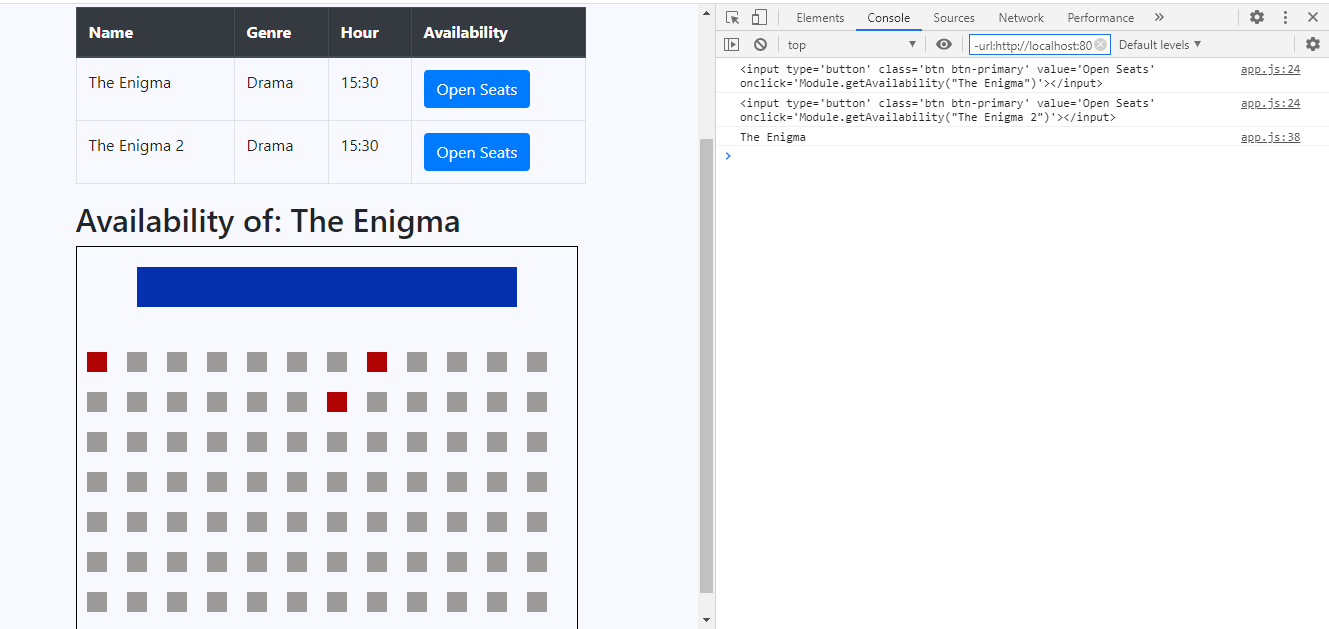 Name Genre Hour Availability
The Enigma Drama 15:30 Open Seats
The Enigma 2 Drama 15:30 Open Seats
Availability of: The Enigma
Elements Console Sources Network Performance »
top ▼ -url:http://localhost:80 Default levels ▼
<input type='button' class='btn btn-primary' value='Open Seats' app.js:24
onclick='Module.getAvailability("The Enigma")'></input>
<input type='button' class='btn btn-primary' value='Open Seats' app.js:24
onclick='Module.getAvailability("The Enigma 2")'></input>
The Enigma app.js:38
>